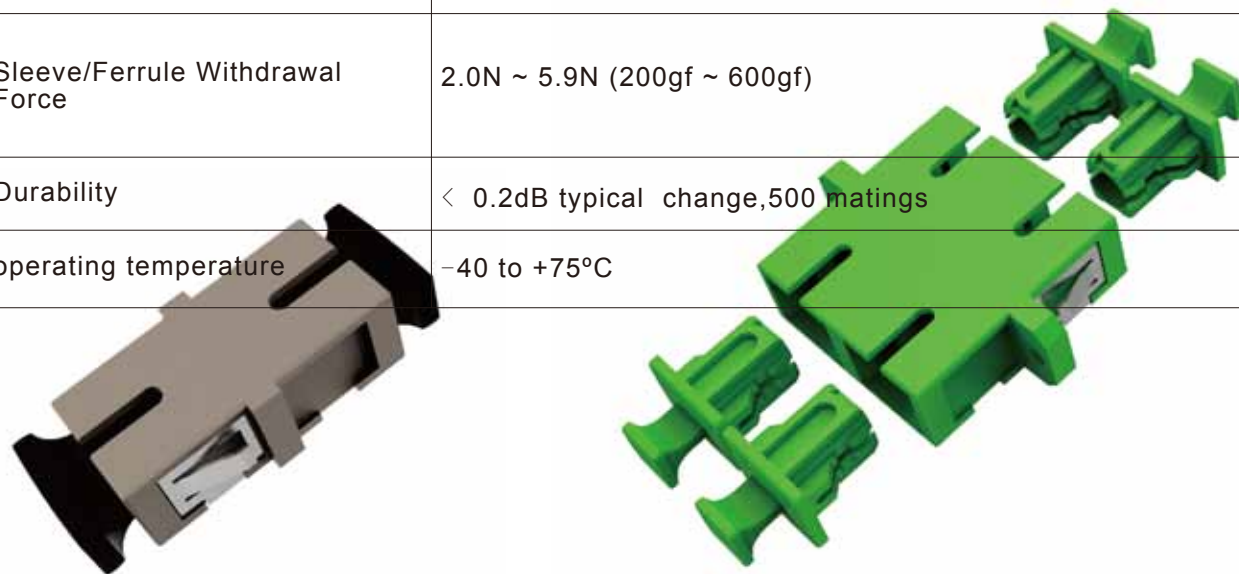 Sleeve/Ferrule Withdrawal
Force
2.0N ~ 5.9N (200gf ~ 600gf)
Durability
< 0.2dB typical change,500 matings
operating temperature
-40 to +75ºC